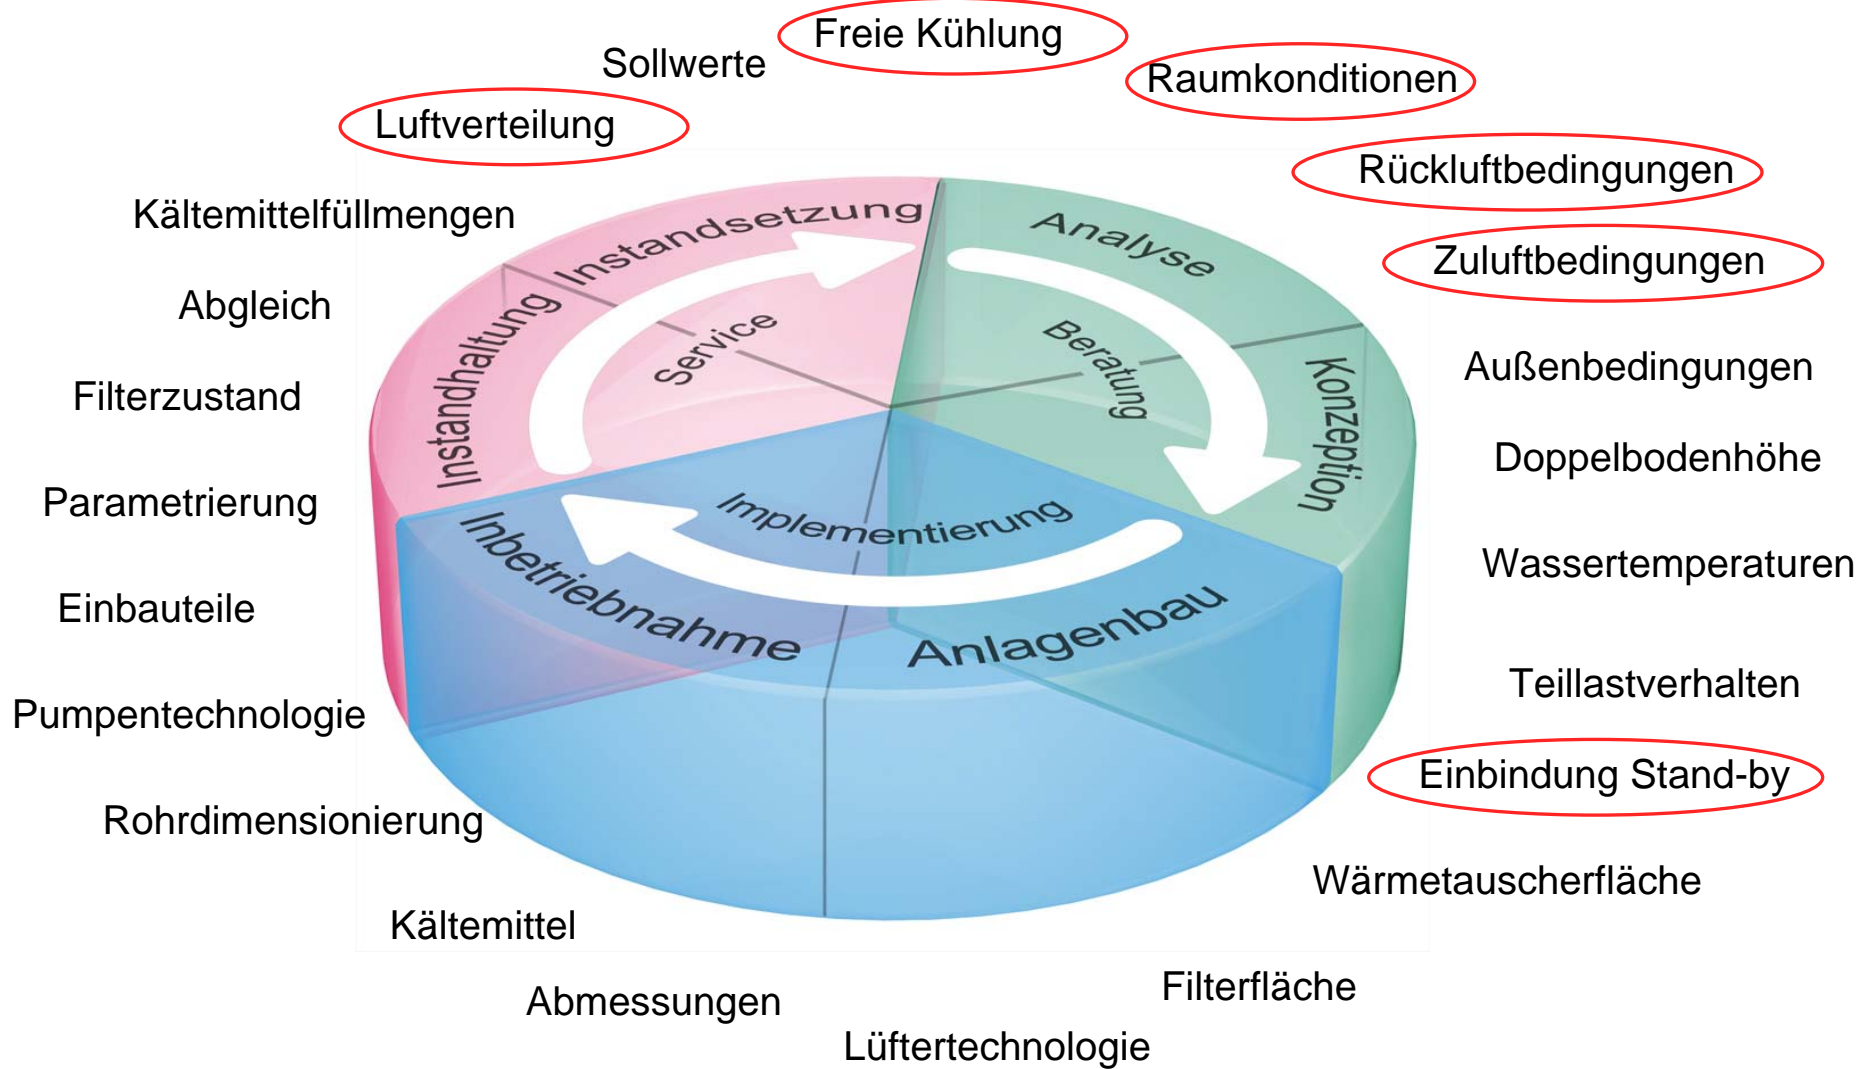 Freie Kühlung
Sollwerte
Raumkonditionen
Luftverteilung
Rückluftbedingungen
Kältemittelfüllmengen
Instandsetzung
Analyse
Zuluftbedingungen
Abgleich
Instandhaltung
Service
Beratung
Konzeption
Außenbedingungen
Filterzustand
Doppelbodenhöhe
Parametrierung
Implementierung
Inbetriebnahme
Anlagenbau
Wassertemperaturen
Einbauteile
Teillastverhalten
Pumpentechnologie
Einbindung Stand-by
Rohrdimensionierung
Wärmetauscherfläche
Kältemittel
Filterfläche
Abmessungen
Lüftertechnologie